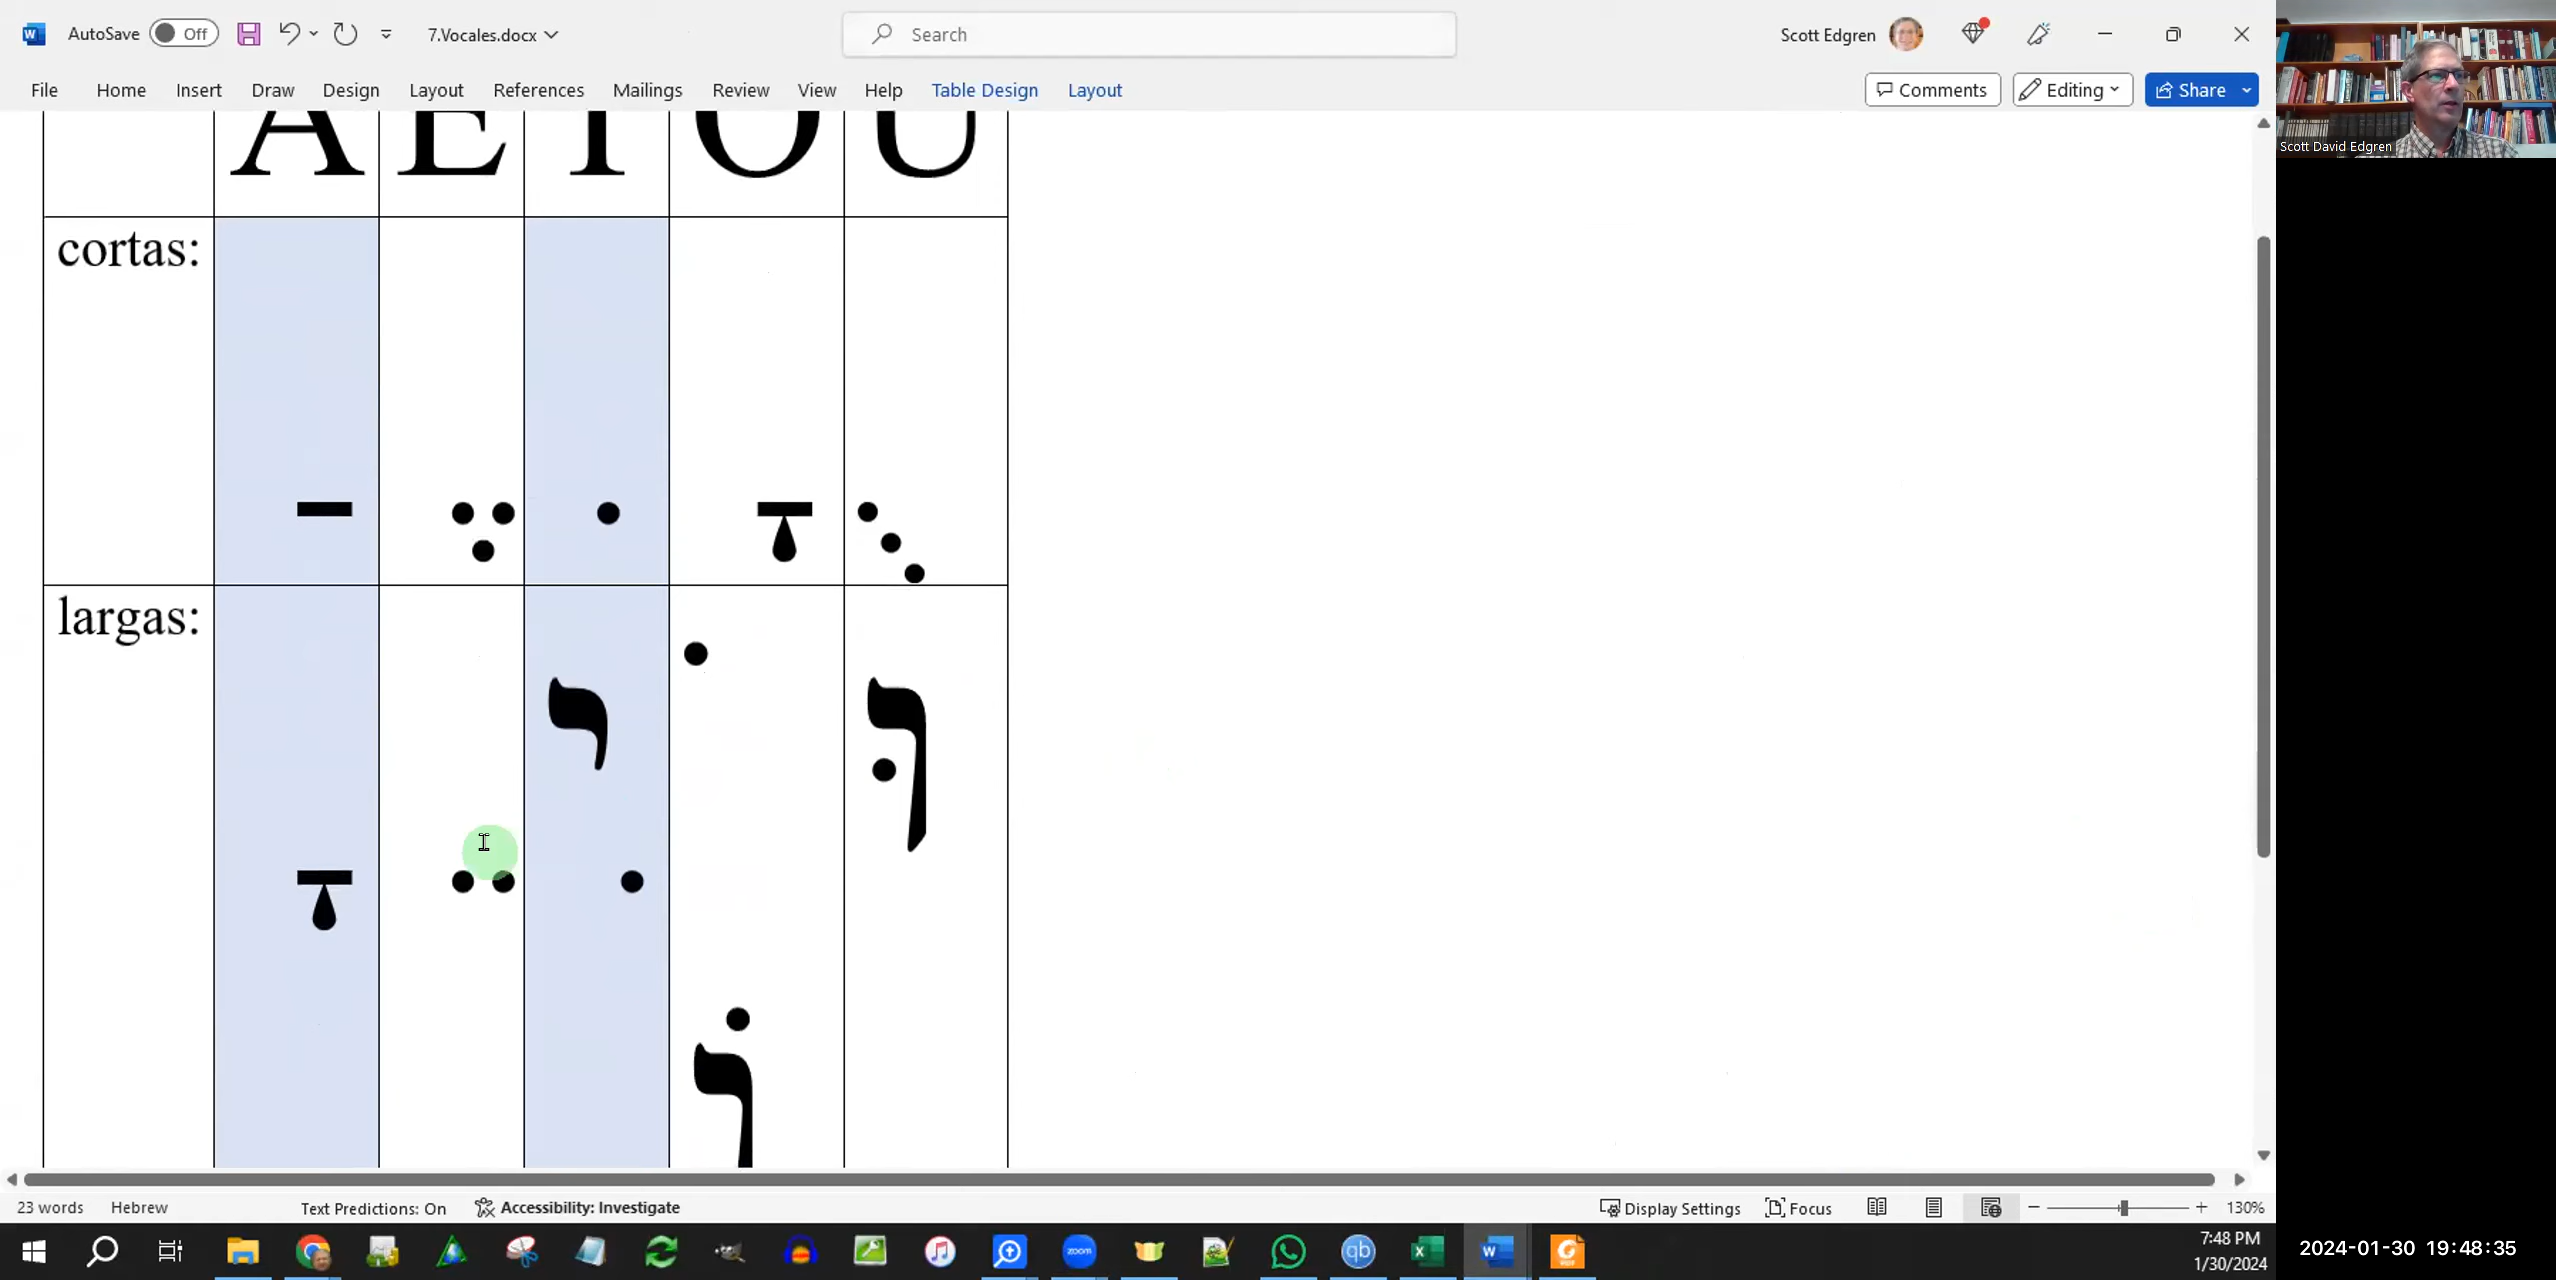 AutoSave Off 7.Vocales.docx Search Scott Edgren
File Home Insert Draw Design Layout References Mailings Review View Help Table Design Layout Comments Editing Share
Scott David Edgren
A E I O U
cortas: ַ ֶ ִ ָ ֻ
largas: ָ ֵ ִי ֹ וּ
וֹ
23 words Hebrew Text Predictions: On Accessibility: Investigate Display Settings Focus 130%
zoom qb
7:48 PM
1/30/2024
2024-01-30 19:48:35